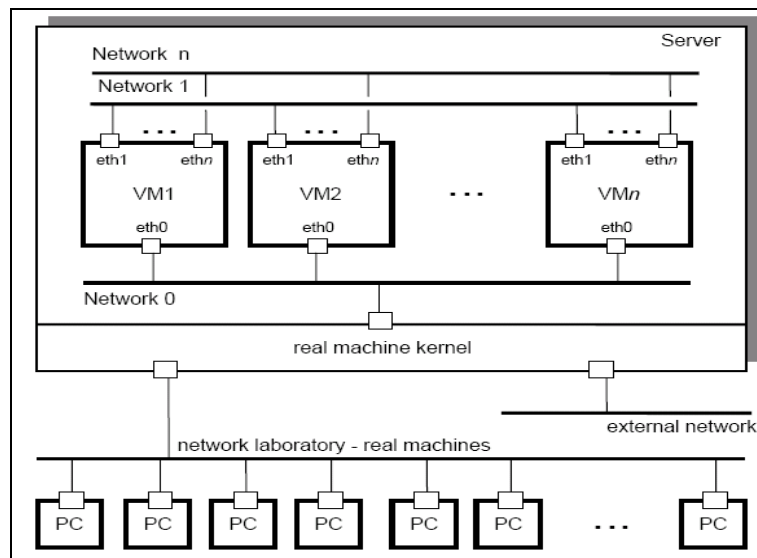 Server
Network n
Network 1
eth1 ethn eth1 ethn eth1 ethn
VM1 VM2 VMn
eth0 eth0 eth0
Network 0
real machine kernel
external network
network laboratory - real machines
PC PC PC PC PC PC PC